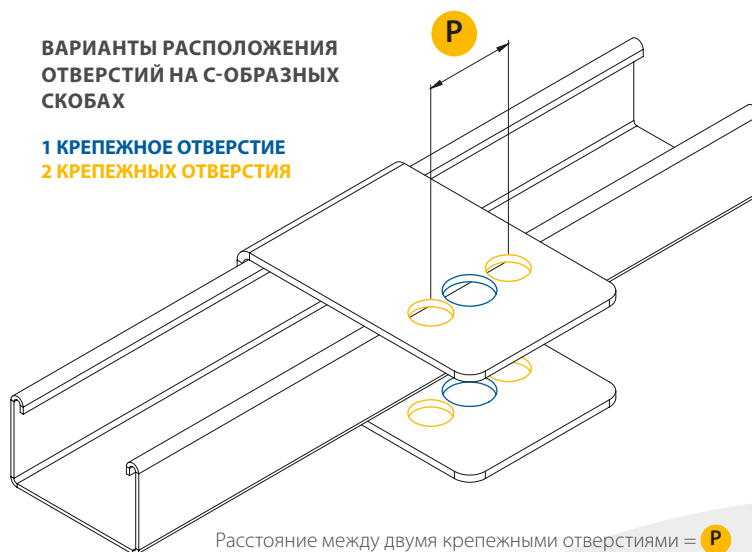 ВАРИАНТЫ РАСПОЛОЖЕНИЯ
ОТВЕРСТИЙ НА С-ОБРАЗНЫХ
СКОБАХ
1 КРЕПЕЖНОЕ ОТВЕРСТИЕ
2 КРЕПЕЖНЫХ ОТВЕРСТИЯ
P
Расстояние между двумя крепежными отверстиями = P